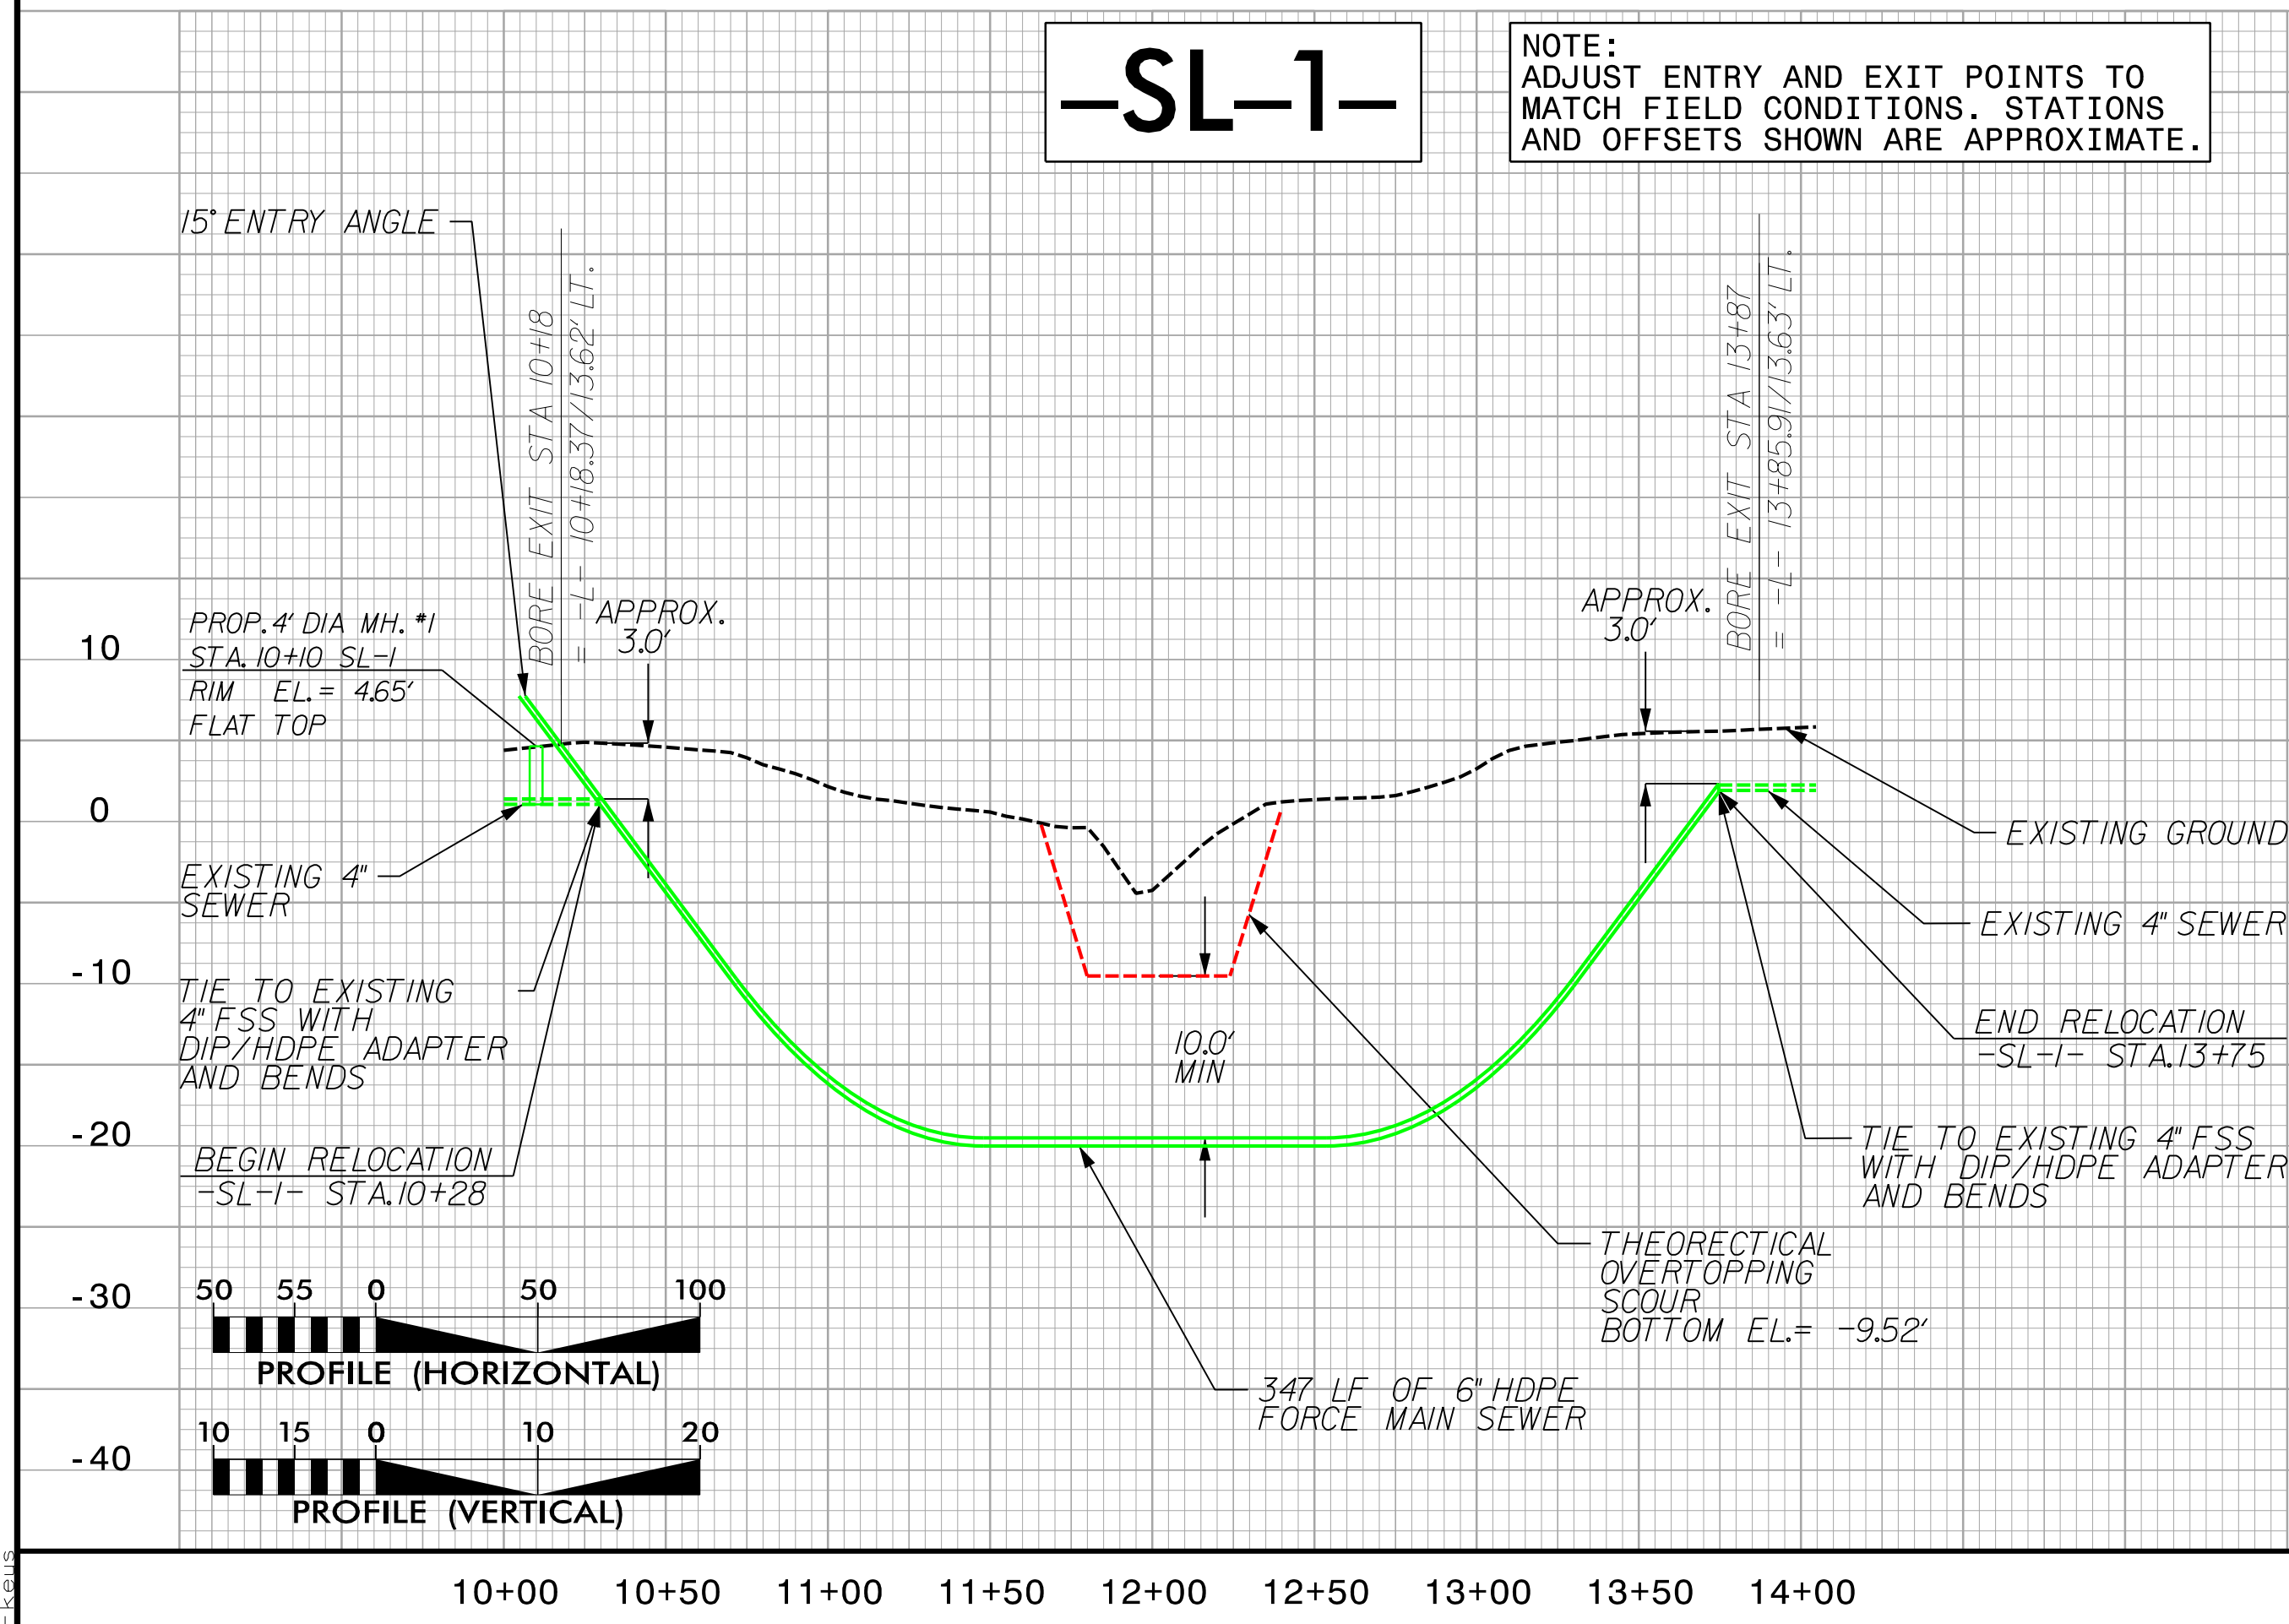 -SL-1-
NOTE:
ADJUST ENTRY AND EXIT POINTS TO
MATCH FIELD CONDITIONS. STATIONS
AND OFFSETS SHOWN ARE APPROXIMATE.
15° ENTRY ANGLE
BORE EXIT STA 10+18
= -L- 10+18.37/13.62' LT.
BORE EXIT STA 13+87
= -L- 13+85.91/13.63' LT.
APPROX.
3.0'
APPROX.
3.0'
PROP. 4' DIA MH. #1
STA. 10+10 SL-1
RIM EL.= 4.65'
FLAT TOP
10
0
-10
-20
-30
-40
EXISTING 4"
SEWER
TIE TO EXISTING
4" FSS WITH
DIP/HDPE ADAPTER
AND BENDS
BEGIN RELOCATION
-SL-1- STA.10+28
10.0'
MIN
EXISTING GROUND
EXISTING 4" SEWER
END RELOCATION
-SL-1- STA.13+75
TIE TO EXISTING 4" FSS
WITH DIP/HDPE ADAPTER
AND BENDS
THEORECTICAL
OVERTOPPING
SCOUR
BOTTOM EL.= -9.52'
347 LF OF 6" HDPE
FORCE MAIN SEWER
50 55 0 50 100
PROFILE (HORIZONTAL)
10 15 0 10 20
PROFILE (VERTICAL)
10+00 10+50 11+00 11+50 12+00 12+50 13+00 13+50 14+00